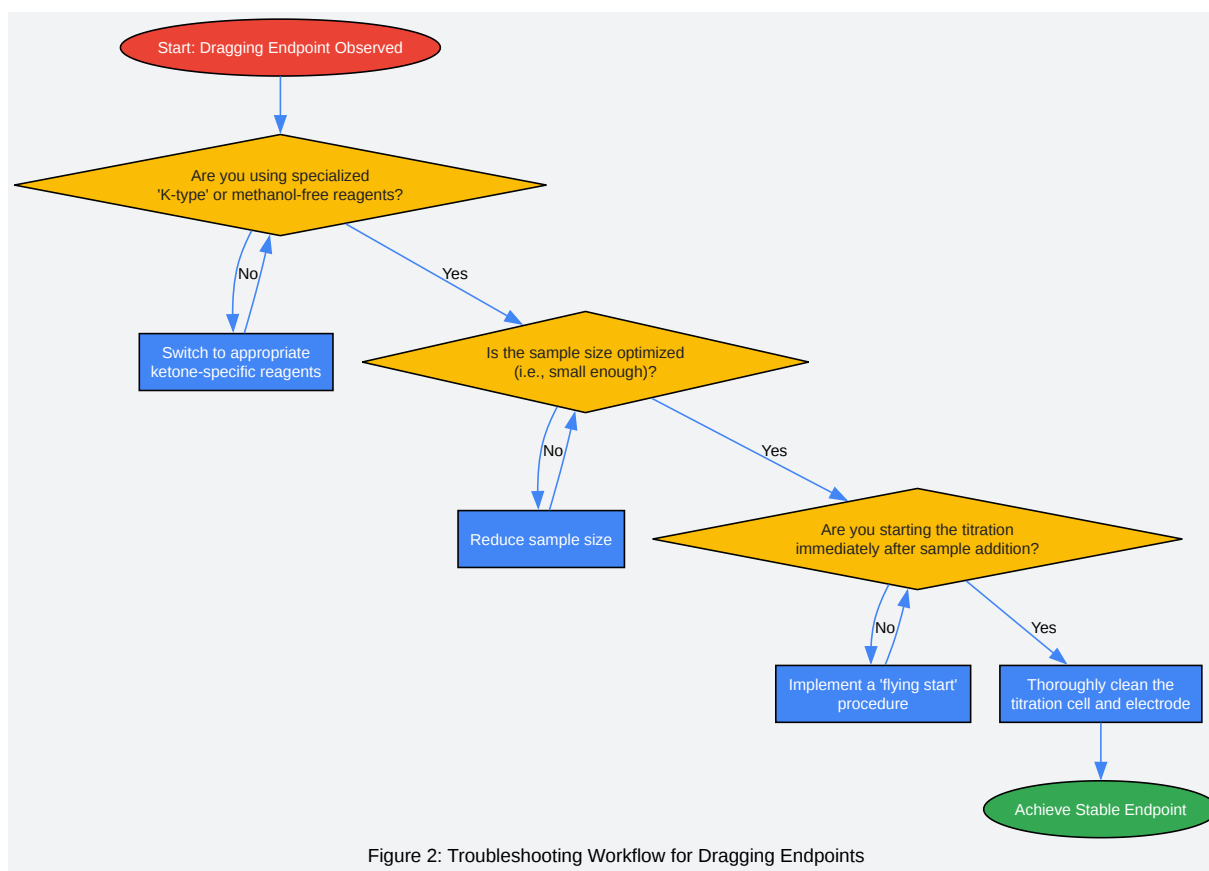 Start: Dragging Endpoint Observed
Are you using specialized
'K-type' or methanol-free reagents?
No
Yes
Switch to appropriate
ketone-specific reagents
Is the sample size optimized
(i.e., small enough)?
No
Yes
Reduce sample size
Are you starting the titration
immediately after sample addition?
No
Yes
Implement a 'flying start'
procedure
Thoroughly clean the
titration cell and electrode
Achieve Stable Endpoint
Figure 2: Troubleshooting Workflow for Dragging Endpoints